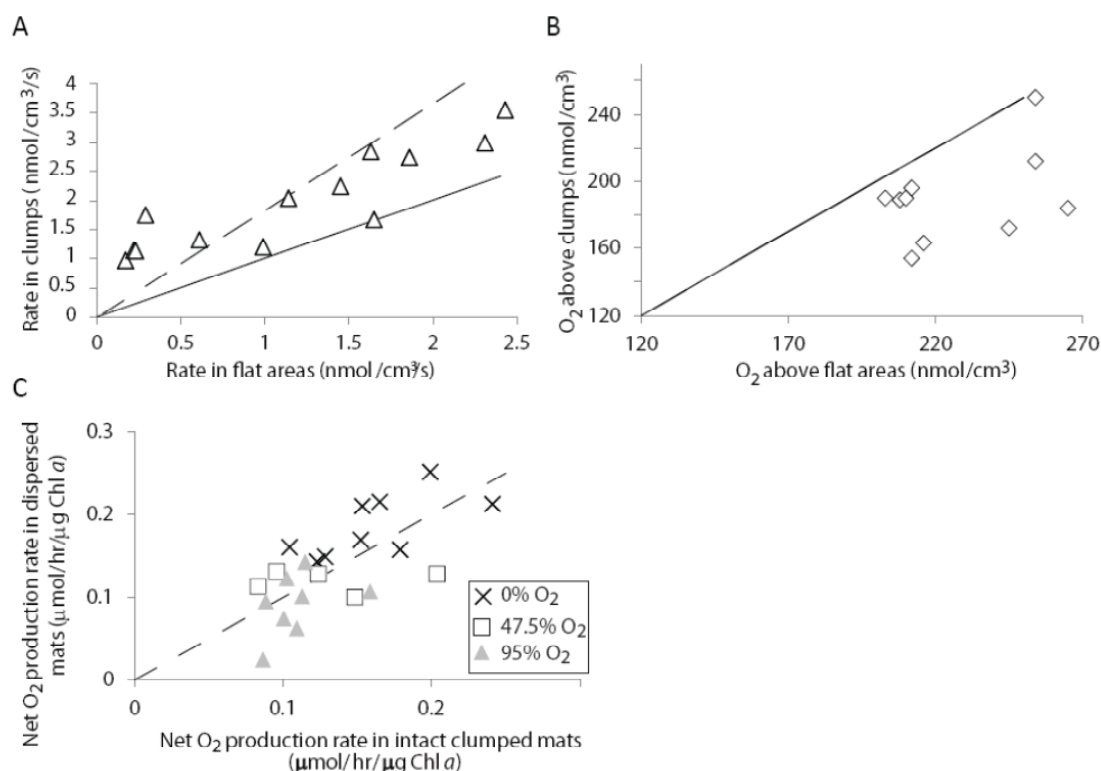 A
Rate in clumps (nmol/cm³/s)
4
3.5
3
2.5
2
1.5
1
0.5
0
0 0.5 1 1.5 2 2.5
Rate in flat areas (nmol/cm³/s)
B
O₂ above clumps (nmol/cm³)
240
200
160
120
120 170 220 270
O₂ above flat areas (nmol/cm³)
C
Net O₂ production rate in dispersed
mats (μmol/hr/μg Chl a)
0.3
0.2
0.1
0
0 0.1 0.2
0% O₂
47.5% O₂
95% O₂
Net O₂ production rate in intact clumped mats
(μmol/hr/μg Chl a)